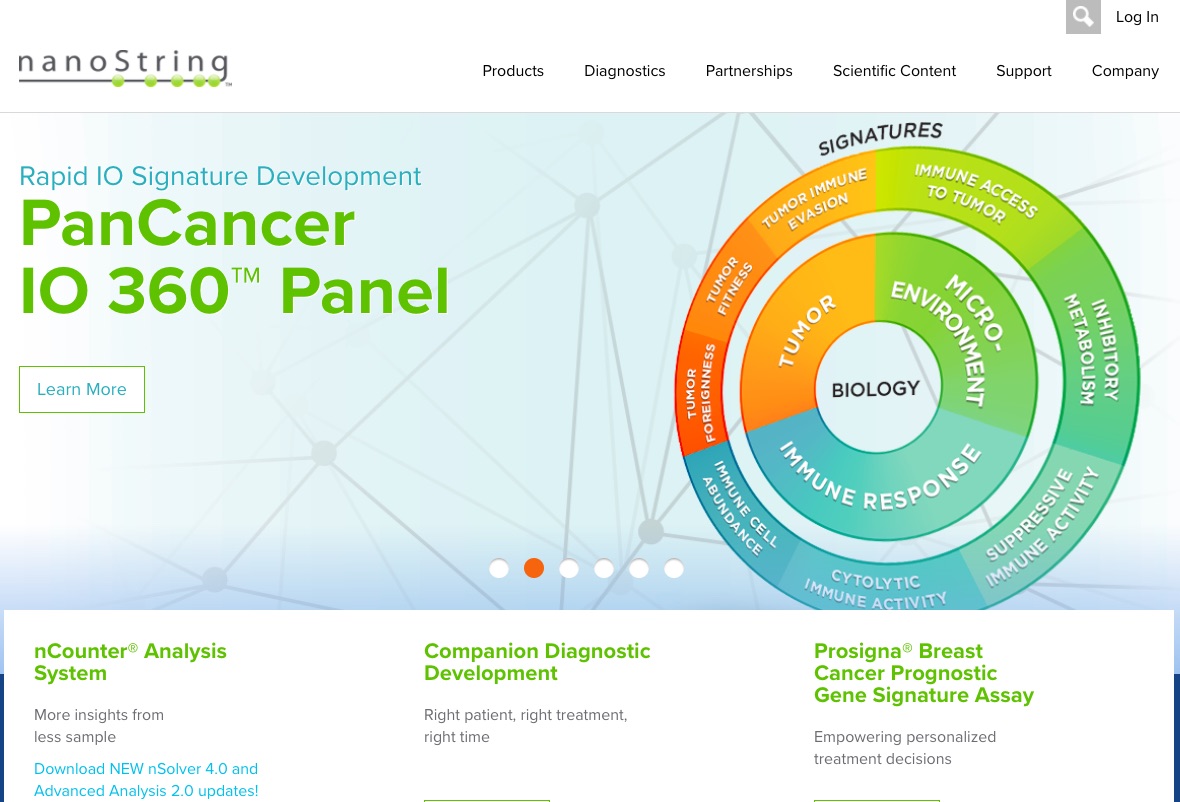 Log In
nanoString™
Products
Diagnostics
Partnerships
Scientific Content
Support
Company
Rapid IO Signature Development
PanCancer
IO 360™ Panel
Learn More
SIGNATURES
TUMOR IMMUNE
EVASION
IMMUNE ACCESS
TO TUMOR
TUMOR
FITNESS
INHIBITORY
METABOLISM
TUMOR
FOREIGNNESS
SUPPRESSIVE
IMMUNE ACTIVITY
IMMUNE CELL
ABUNDANCE
CYTOLYTIC
IMMUNE ACTIVITY
TUMOR
MICRO-
ENVIRONMENT
IMMUNE RESPONSE
BIOLOGY
nCounter® Analysis
System
More insights from
less sample
Download NEW nSolver 4.0 and
Advanced Analysis 2.0 updates!
Companion Diagnostic
Development
Right patient, right treatment,
right time
Prosigna® Breast
Cancer Prognostic
Gene Signature Assay
Empowering personalized
treatment decisions